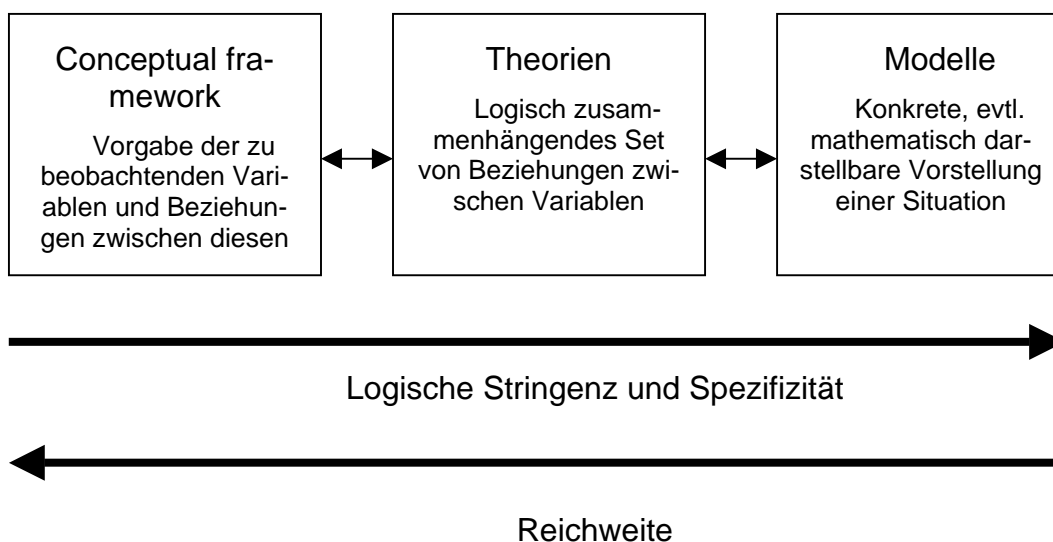 Conceptual fra-
mework
Vorgabe der zu
beobachtenden Vari-
ablen und Beziehun-
gen zwischen diesen
Theorien
Logisch zusam-
menhängendes Set
von Beziehungen zwi-
schen Variablen
Modelle
Konkrete, evtl.
mathematisch dar-
stellbare Vorstellung
einer Situation
Logische Stringenz und Spezifizität
Reichweite